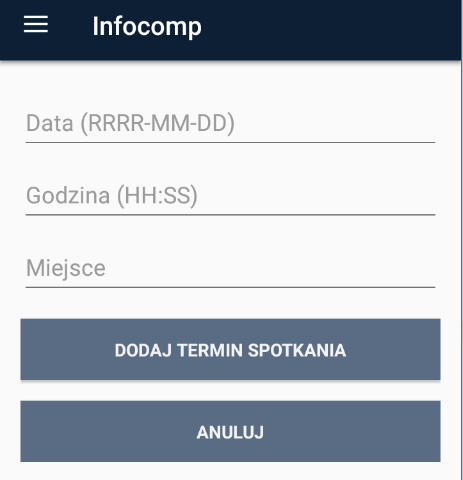 Infocomp
Data (RRRR-MM-DD)
Godzina (HH:SS)
Miejsce
DODAJ TERMIN SPOTKANIA
ANULUJ